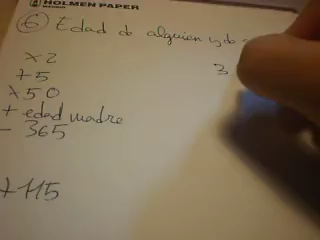 HOLMEN PAPER
6 Edad de alguien
x2
+5
x50
+ edad madre
- 365
3
+115